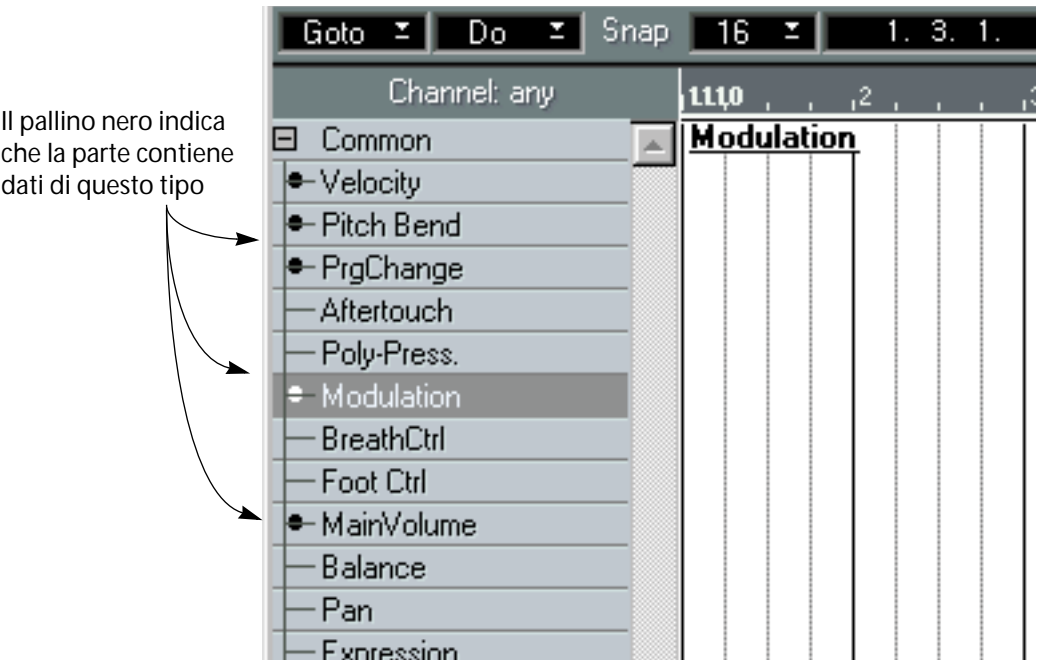 Goto Do Snap 16 1. 3. 1.
Channel: any
1.1.1,0 2 3
Il pallino nero indica
che la parte contiene
dati di questo tipo
Common
Modulation
Velocity
Pitch Bend
PrgChange
Aftertouch
Poly-Press.
Modulation
BreathCtrl
Foot Ctrl
MainVolume
Balance
Pan
Expression